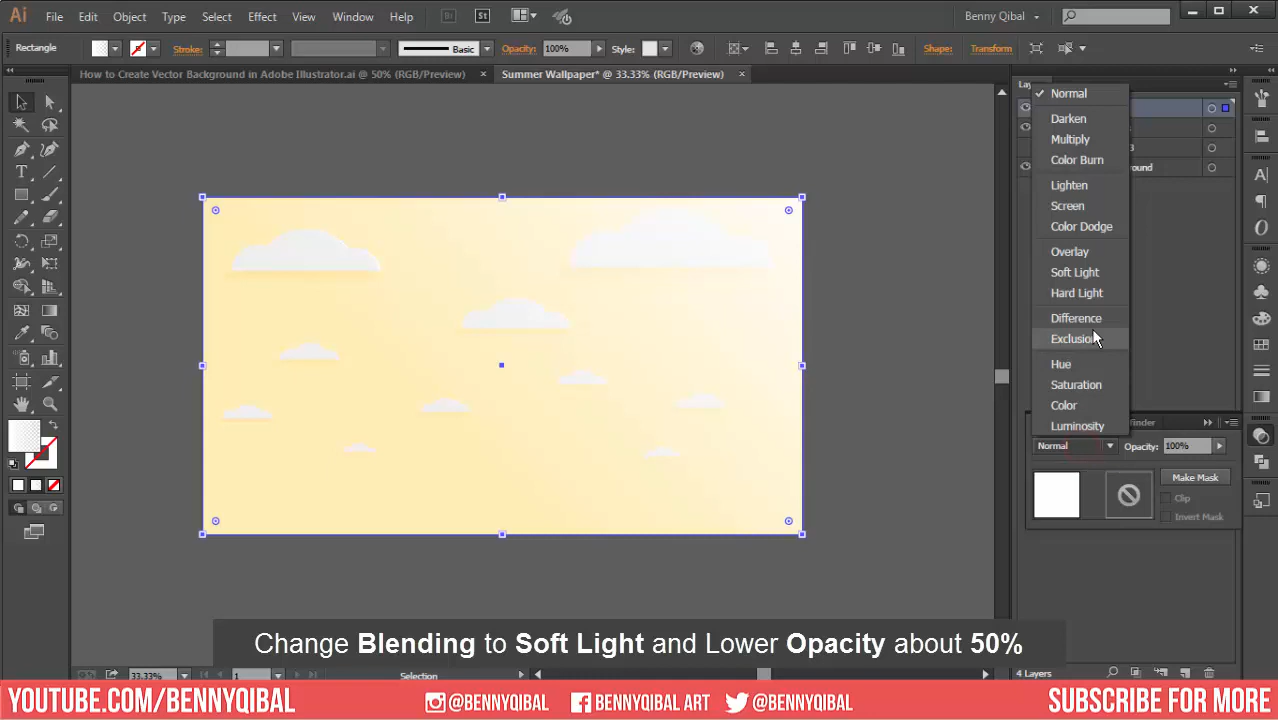 Ai File Edit Object Type Select Effect View Window Help Br St Benny Qibal
Rectangle Stroke: Basic Opacity: 100% Style: Shape: Transform
How to Create Vector Background in Adobe Illustrator.ai @ 50% (RGB/Preview) × Summer Wallpaper* @ 33.33% (RGB/Preview) ×
Normal
Darken
Multiply
Color Burn
Lighten
Screen
Color Dodge
Overlay
Soft Light
Hard Light
Difference
Exclusion
Hue
Saturation
Color
Luminosity
Normal Opacity: 100%
Make Mask
Clip
Invert Mask
Change Blending to Soft Light and Lower Opacity about 50%
33.33% 1 Selection 4 Layers
YOUTUBE.COM/BENNYQIBAL @BENNYQIBAL BENNYQIBAL ART @BENNYQIBAL SUBSCRIBE FOR MORE